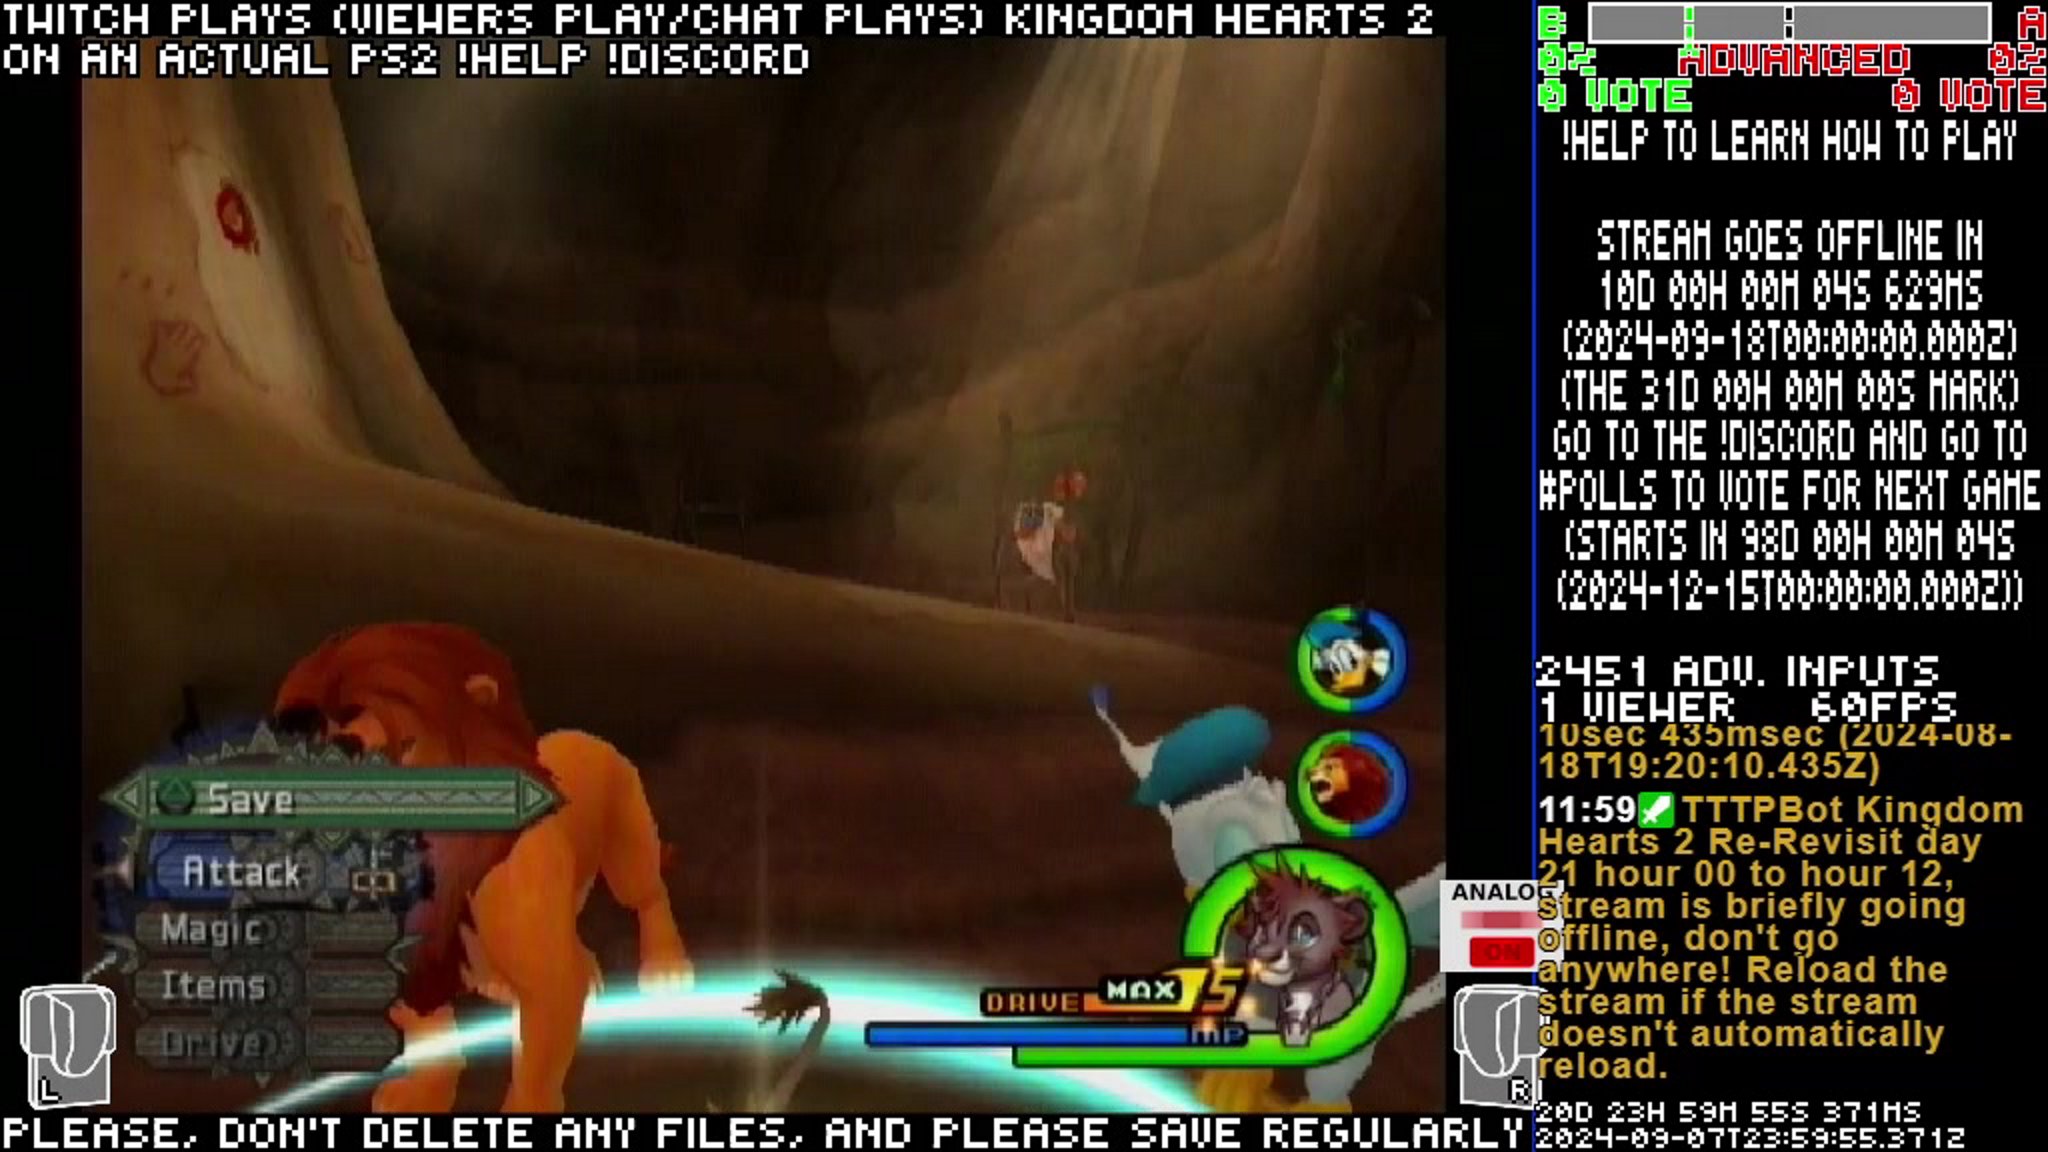 TWITCH PLAYS (VIEWERS PLAY/CHAT PLAYS) KINGDOM HEARTS 2
ON AN ACTUAL PS2 !HELP !DISCORD
B
A
0%
ADVANCED
0%
0 VOTE
0 VOTE
!HELP TO LEARN HOW TO PLAY
STREAM GOES OFFLINE IN
10D 00H 00M 04S 629MS
(2024-09-18T00:00:00.000Z)
(THE 31D 00H 00M 00S MARK)
GO TO THE !DISCORD AND GO TO
#POLLS TO VOTE FOR NEXT GAME
(STARTS IN 98D 00H 00M 04S
(2024-12-15T00:00:00.000Z))
2451 ADV. INPUTS
1 VIEWER 60FPS
10sec 435msec (2024-08-
18T19:20:10.435Z)
11:59 TTTPBot Kingdom
Hearts 2 Re-Revisit day
21 hour 00 to hour 12,
stream is briefly going
offline, don't go
anywhere! Reload the
stream if the stream
doesn't automatically
reload.
20D 23H 59M 55S 371MS
2024-09-07T23:59:55.371Z
Save
Attack
Magic
Items
Drive
DRIVE MAX 5
MP
ANALOG
ON
L
R
PLEASE, DON'T DELETE ANY FILES, AND PLEASE SAVE REGULARLY